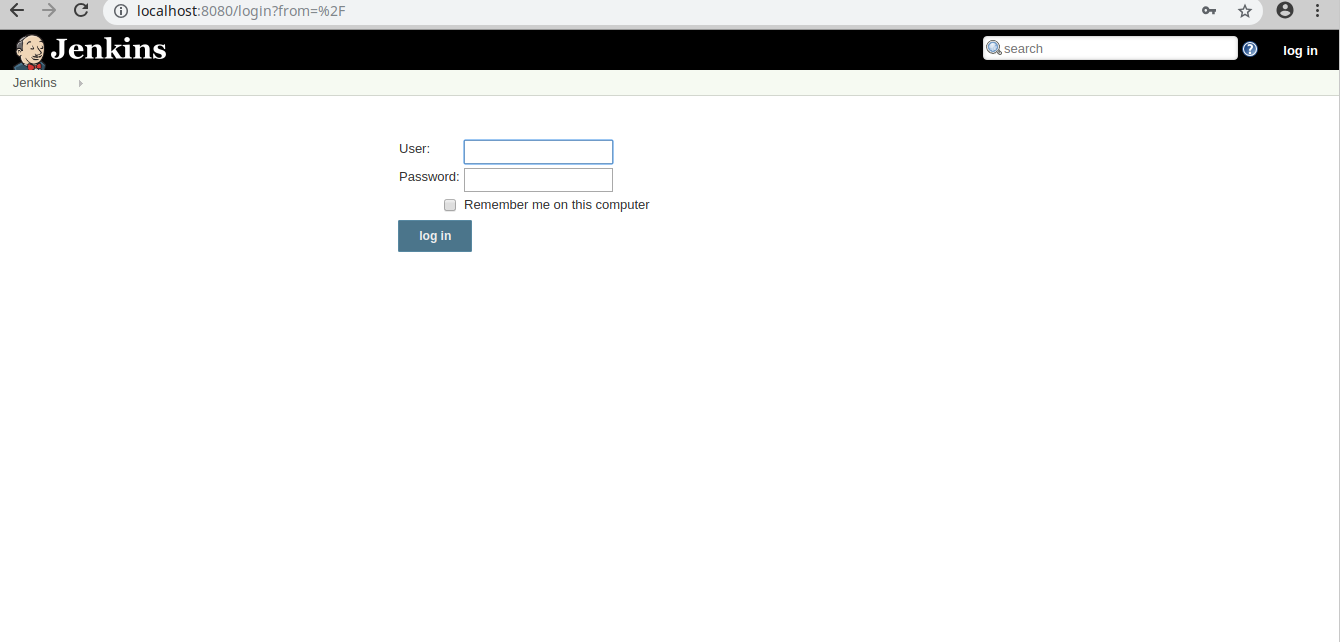 localhost:8080/login?from=%2F
Jenkins
search
log in
Jenkins
User:
Password:
Remember me on this computer
log in